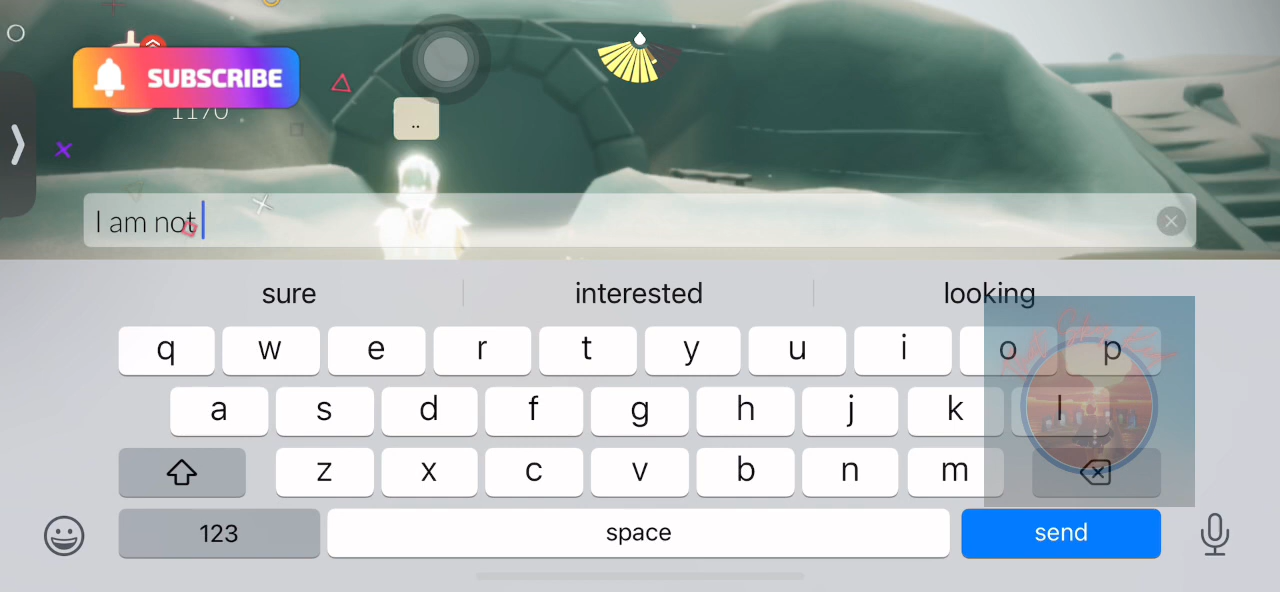 SUBSCRIBE
1170
..
I am not
sure interested looking
q w e r t y u i o p
a s d f g h j k l
z x c v b n m
123 space send